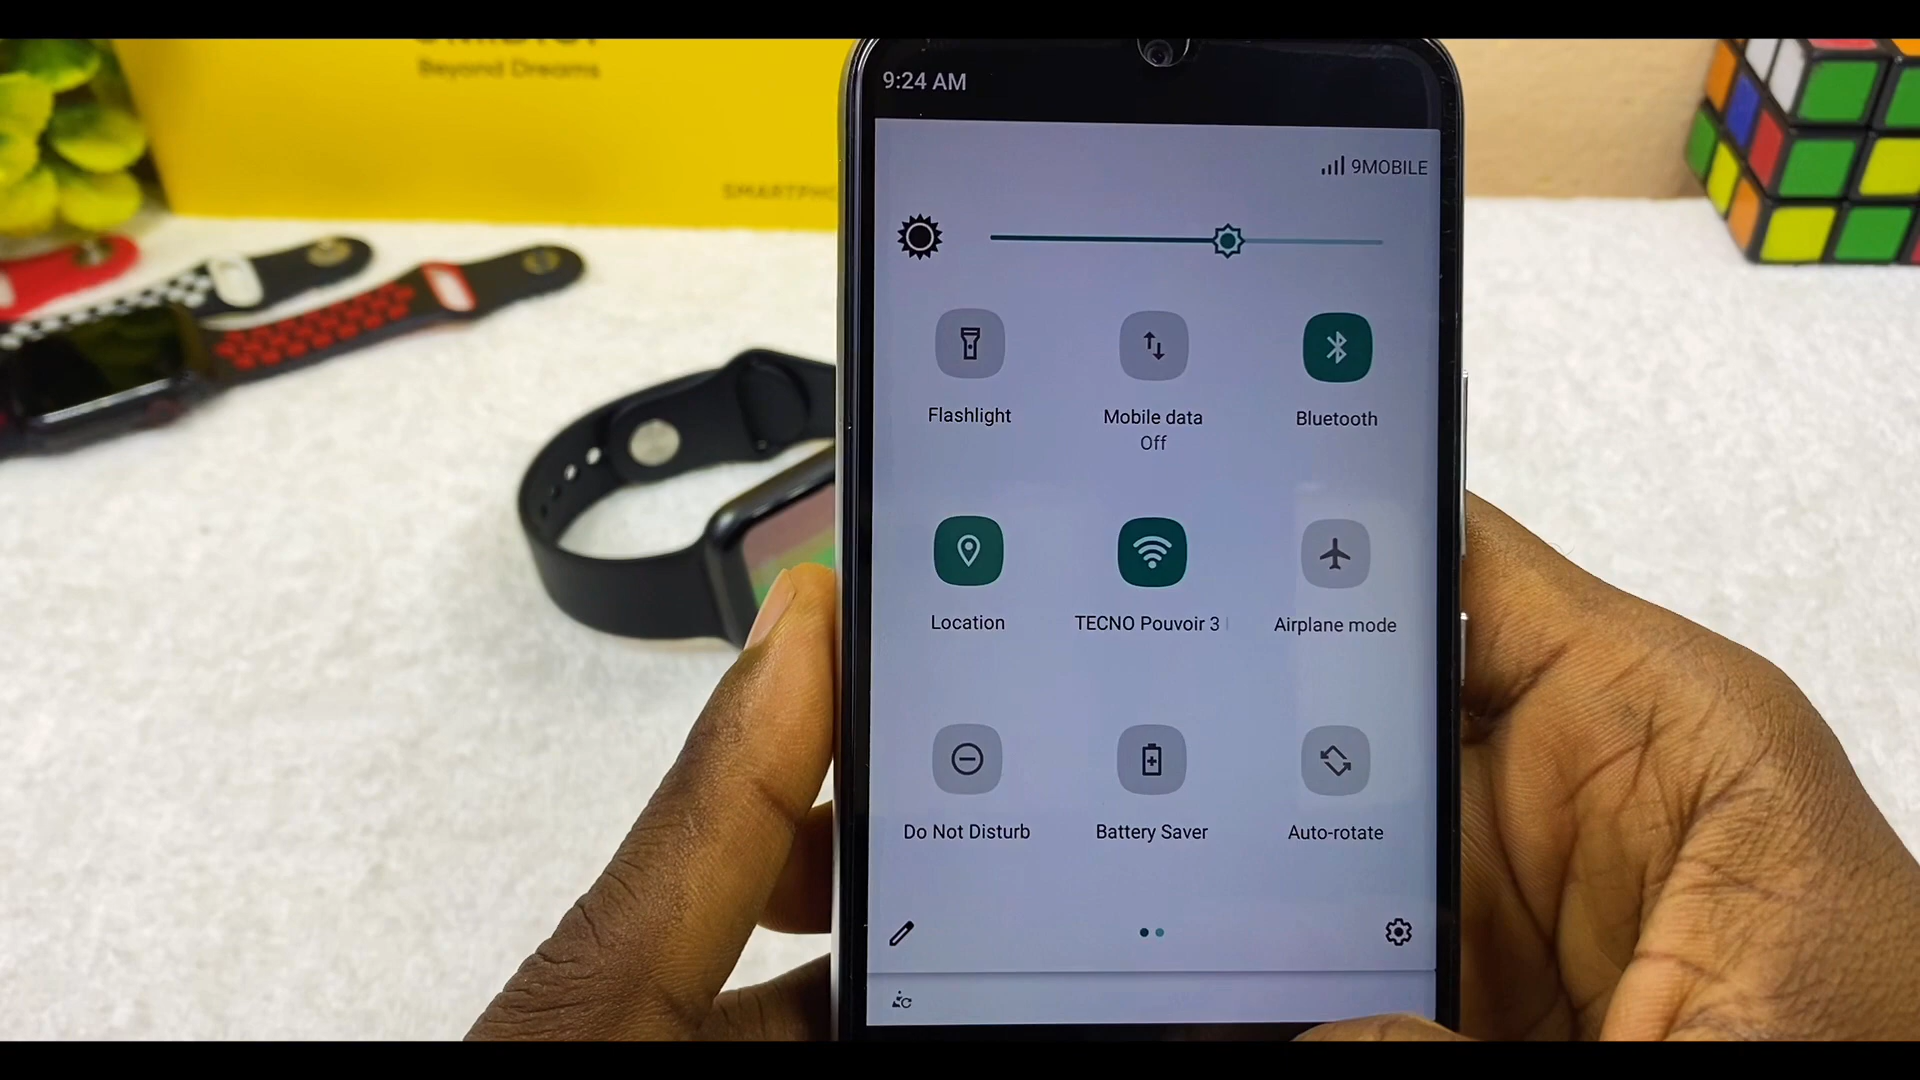 Beyond Dreams
9:24 AM
9MOBILE
Flashlight
Mobile data
Off
Bluetooth
Location
TECNO Pouvoir 3
Airplane mode
Do Not Disturb
Battery Saver
Auto-rotate